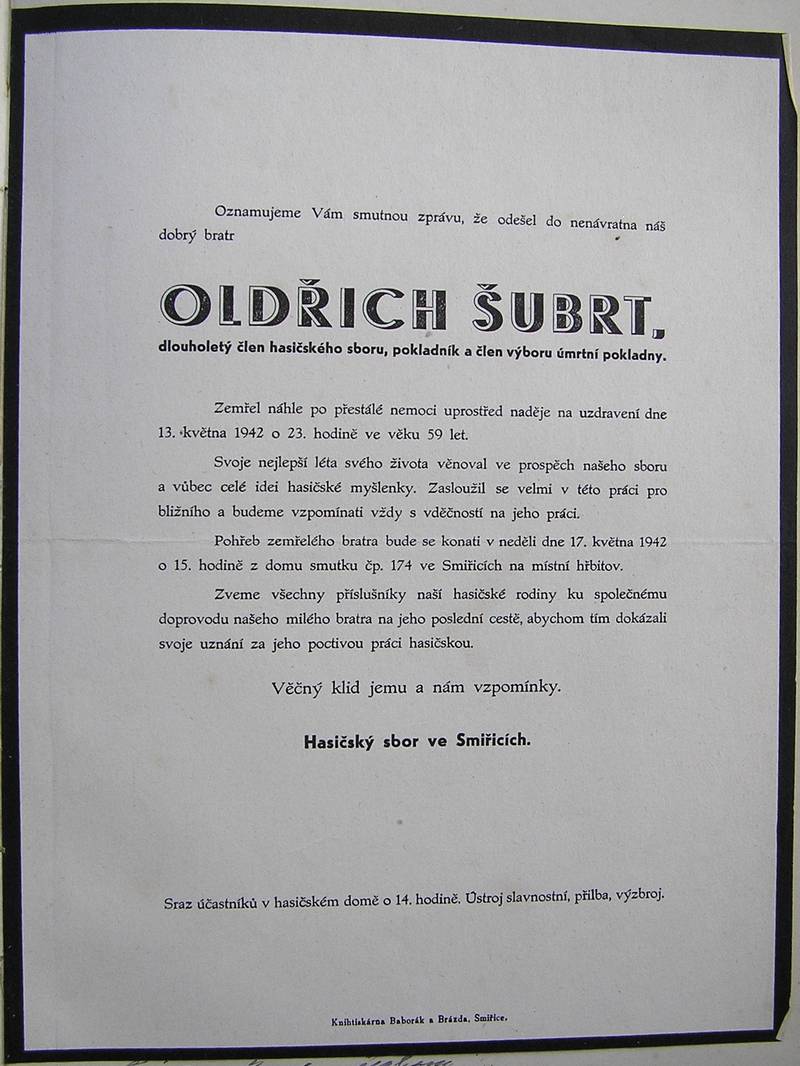 Oznamujeme Vám smutnou zprávu, že odešel do nenávratna náš
dobrý bratr
OLDŘICH ŠUBRT,
dlouholetý člen hasičského sboru, pokladník a člen výboru úmrtní pokladny.
Zemřel náhle po přestálé nemoci uprostřed naděje na uzdravení dne
13. května 1942 o 23. hodině ve věku 59 let.
Svoje nejlepší léta svého života věnoval ve prospěch našeho sboru
a vůbec celé idei hasičské myšlenky. Zasloužil se velmi v této práci pro
bližního a budeme vzpomínati vždy s vděčností na jeho práci.
Pohřeb zemřelého bratra bude se konati v neděli dne 17. května 1942
o 15. hodině z domu smutku čp. 174 ve Smiřicích na místní hřbitov.
Zveme všechny příslušníky naší hasičské rodiny ku společnému
doprovodu našeho milého bratra na jeho poslední cestě, abychom tím dokázali
svoje uznání za jeho poctivou práci hasičskou.
Věčný klid jemu a nám vzpomínky.
Hasičský sbor ve Smiřicích.
Sraz účastníků v hasičském domě o 14. hodině. Ústroj slavnostní, přilba, výzbroj.
Knihtiskárna Baborák a Brázda, Smiřice.